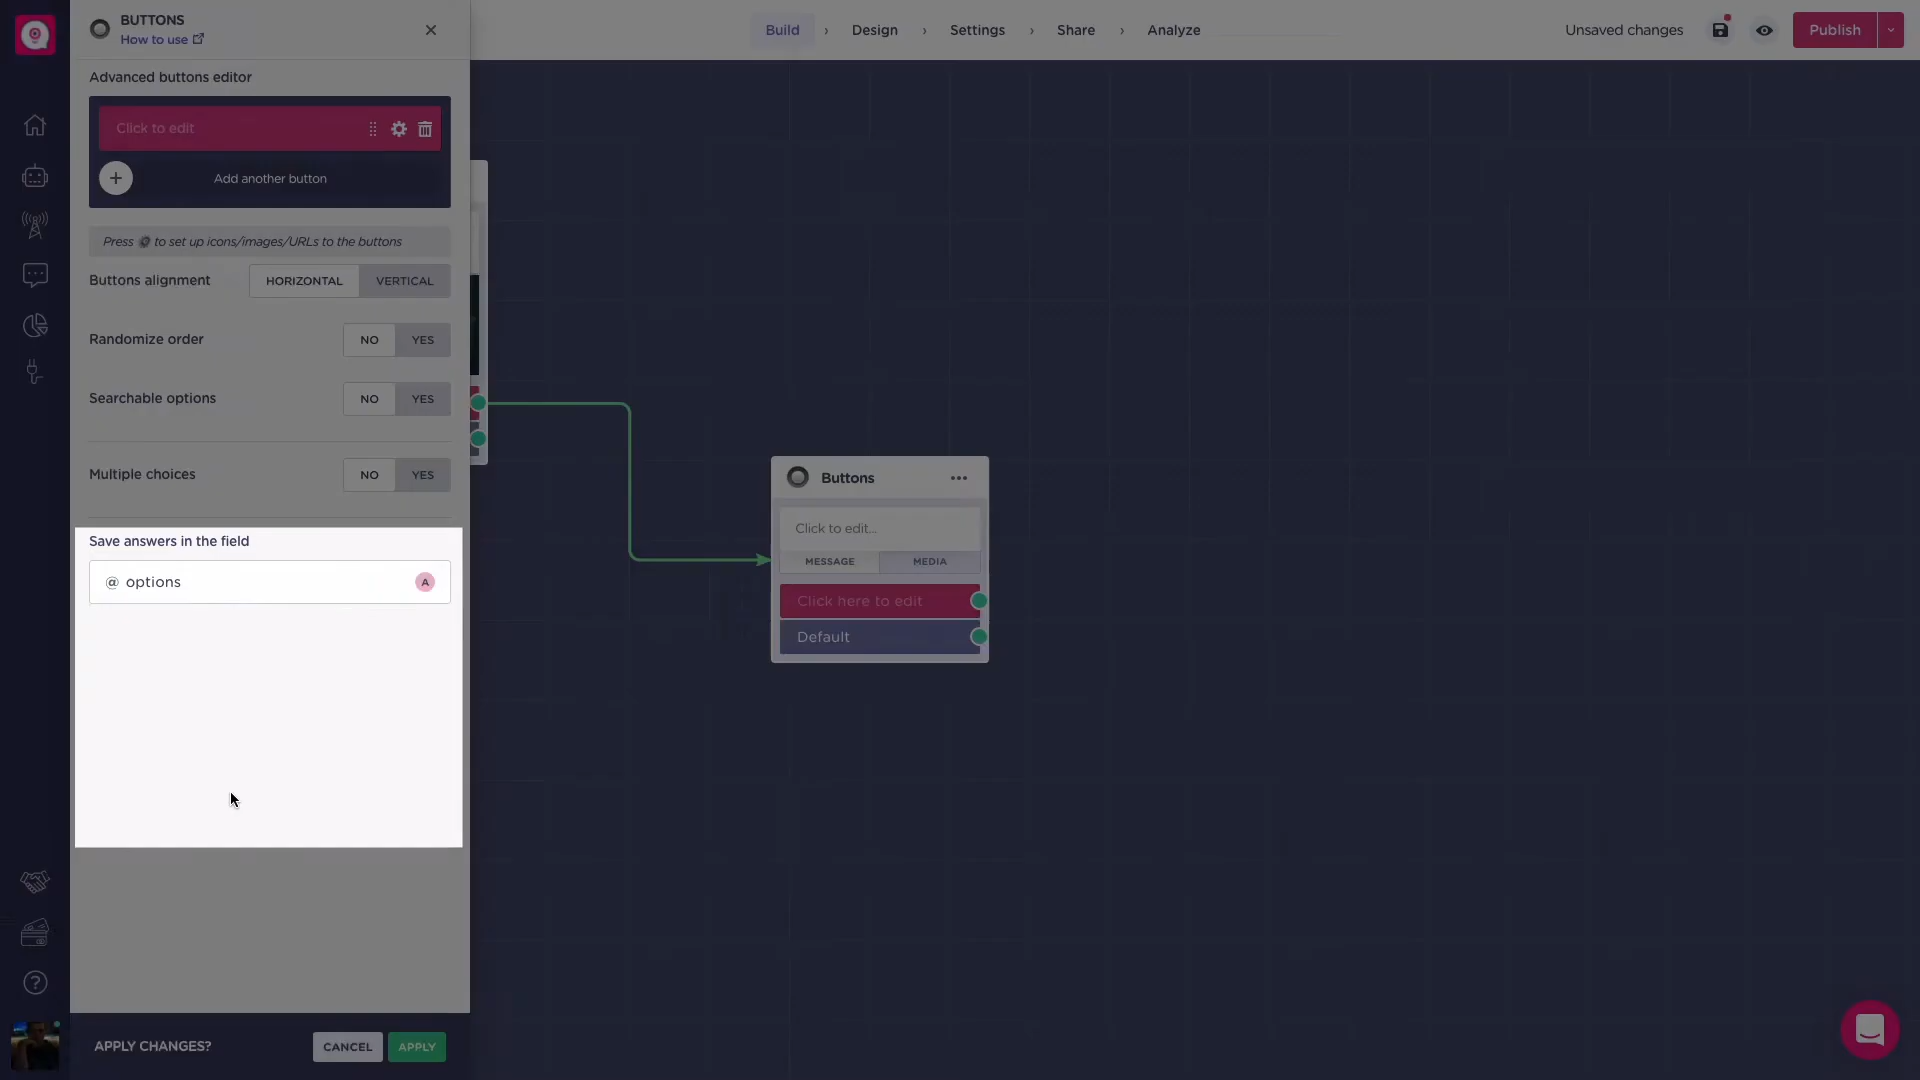 BUTTONS
How to use
Build
Design
Settings
Share
Analyze
Unsaved changes
Publish
Advanced buttons editor
Click to edit
Add another button
Press to set up icons/images/URLs to the buttons
Buttons alignment
HORIZONTAL
VERTICAL
Randomize order
NO
YES
Searchable options
NO
YES
Multiple choices
NO
YES
Save answers in the field
@ options
A
Buttons
Click to edit...
MESSAGE
MEDIA
Click here to edit
Default
APPLY CHANGES?
CANCEL
APPLY